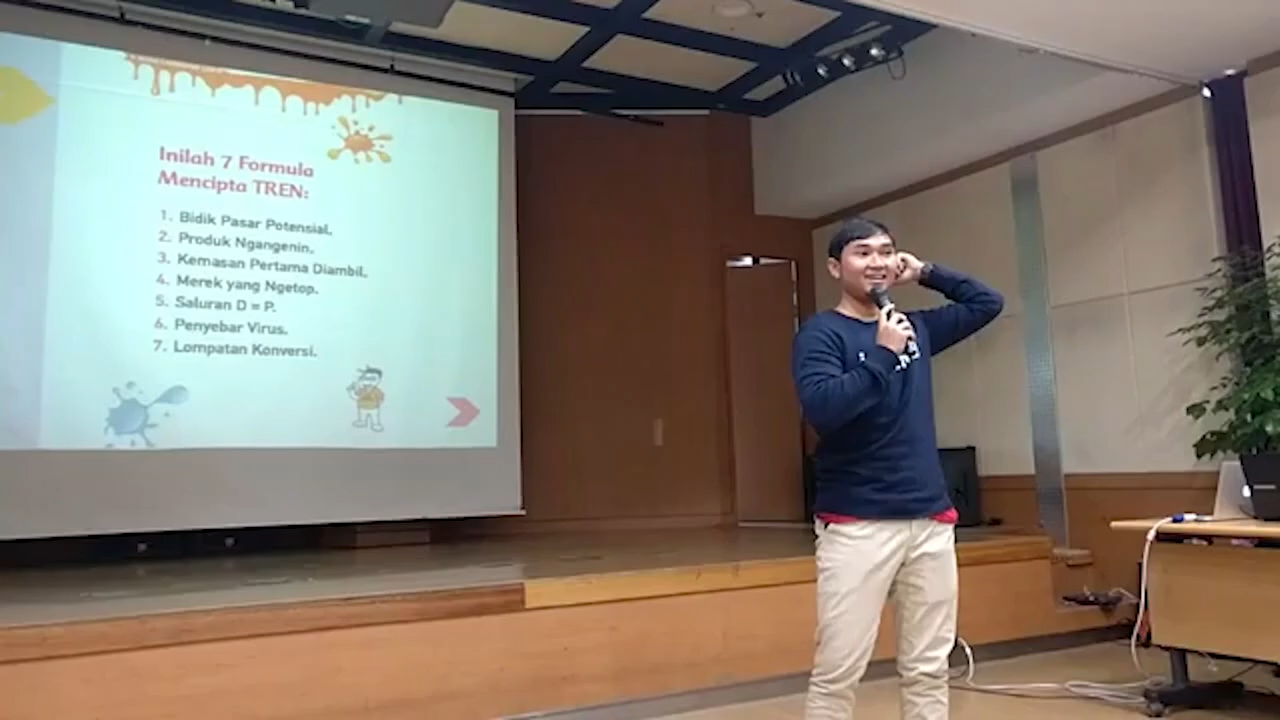 Inilah 7 Formula
Mencipta TREN:
1. Bidik Pasar Potensial.
2. Produk Ngangenin.
3. Kemasan Pertama Diambil.
4. Merek yang Ngetop.
5. Saluran D = P.
6. Penyebar Virus.
7. Lompatan Konversi.